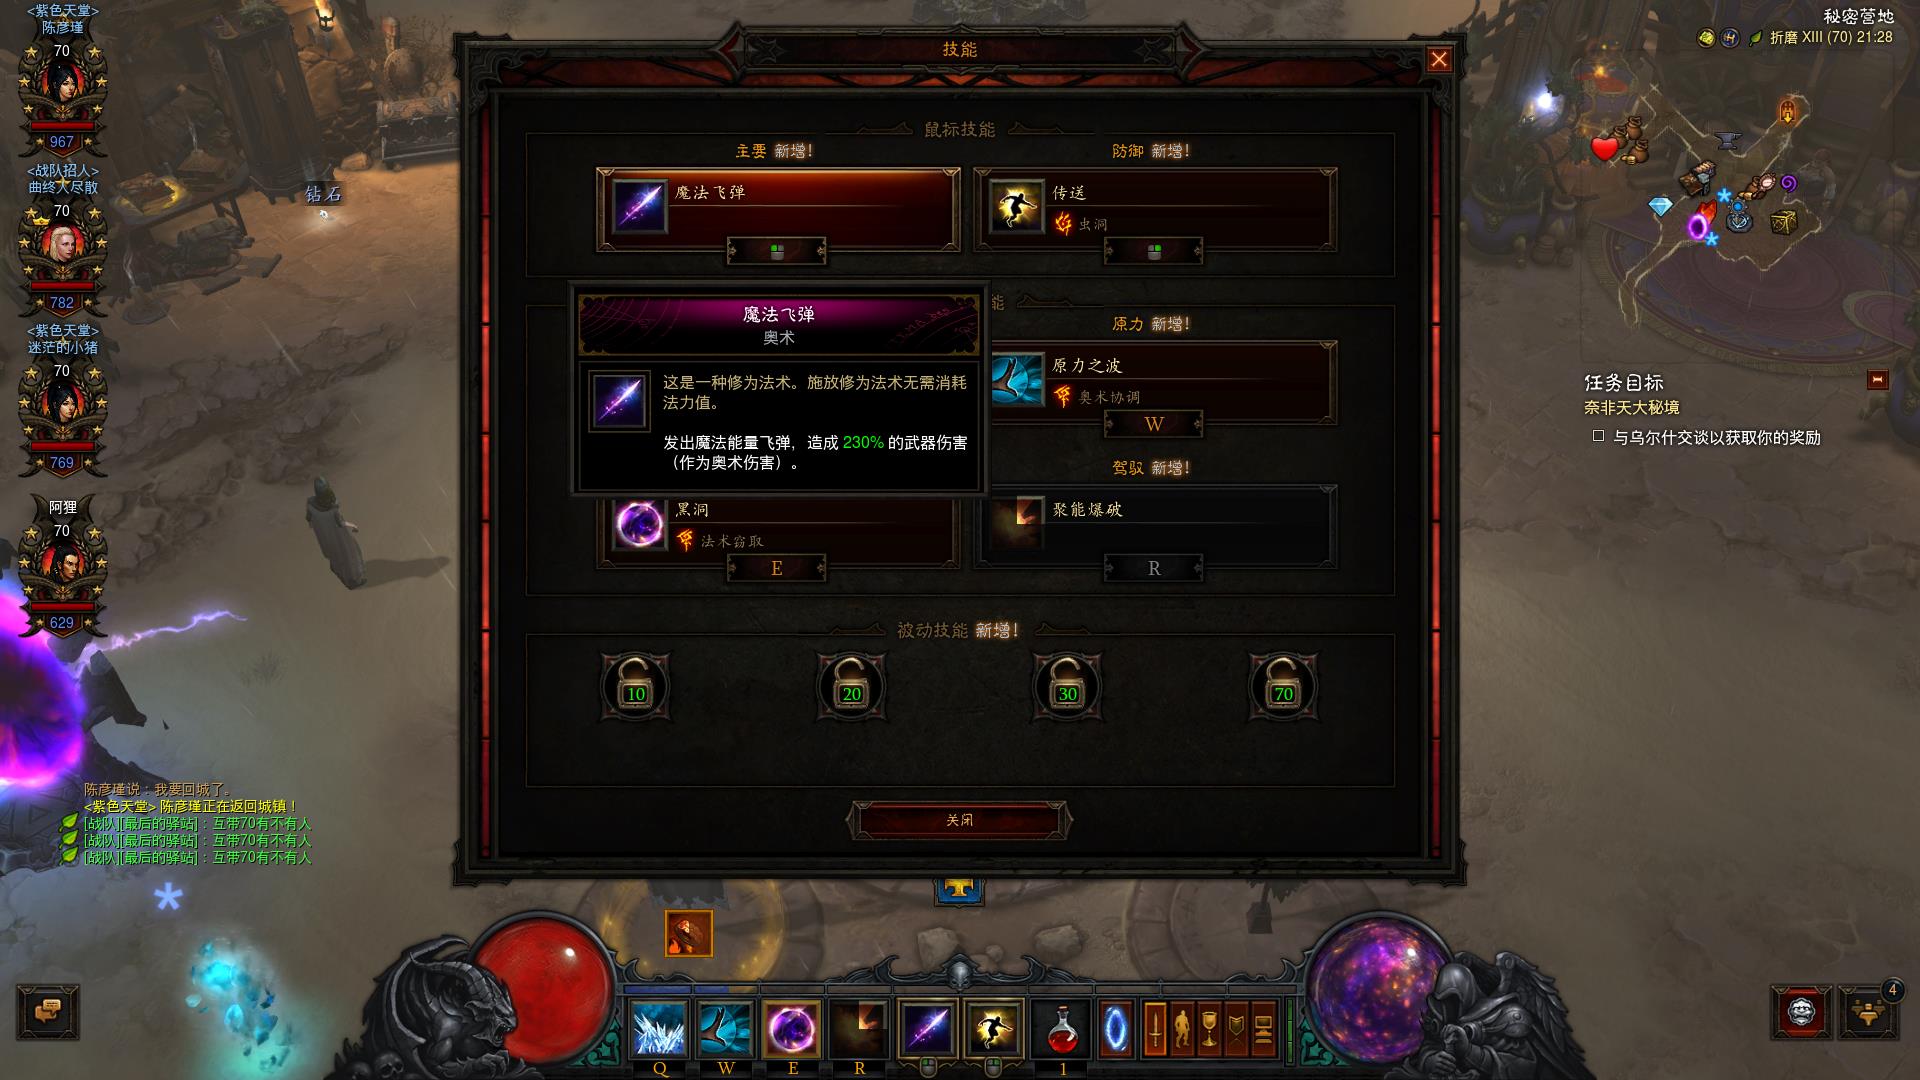 <紫色天堂>
陈彦瑾
70
967
<战队招人>
曲终人尽散
70
782
<紫色天堂>
迷茫的小猪
70
769
阿狸
70
629
钻石
技能
鼠标技能
主要 新增!
魔法飞弹
防御 新增!
传送
虫洞
能
魔法飞弹
奥术
这是一种修为法术。施放修为法术无需消耗
法力值。
发出魔法能量飞弹，造成 230% 的武器伤害
（作为奥术伤害）。
原力 新增!
原力之波
奥术协调
W
驾驭 新增!
黑洞
法术窃取
E
聚能爆破
R
被动技能 新增!
10
20
30
70
关闭
秘密营地
折磨 XIII (70) 21:28
任务目标
奈非天大秘境
与乌尔什交谈以获取你的奖励
陈彦瑾说：我要回城了。
<紫色天堂> 陈彦瑾正在返回城镇！
[战队][最后的驿站]：互带70有不有人
[战队][最后的驿站]：互带70有不有人
[战队][最后的驿站]：互带70有不有人
Q
W
E
R
1
4